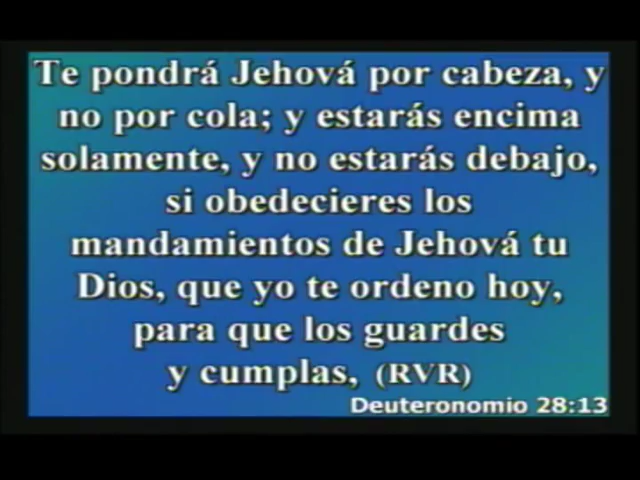 Te pondrá Jehová por cabeza, y
no por cola; y estarás encima
solamente, y no estarás debajo,
si obedecieres los
mandamientos de Jehová tu
Dios, que yo te ordeno hoy,
para que los guardes
y cumplas, (RVR)
Deuteronomio 28:13